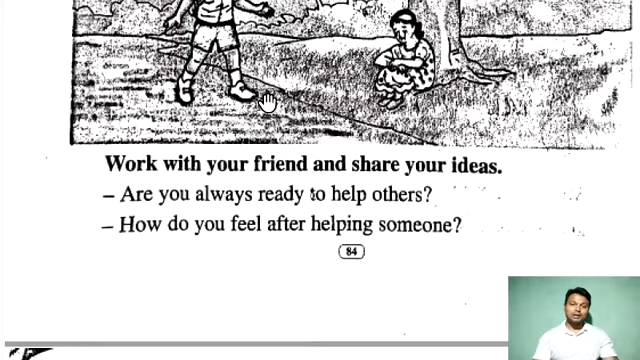 Work with your friend and share your ideas.
– Are you always ready to help others?
– How do you feel after helping someone?
84